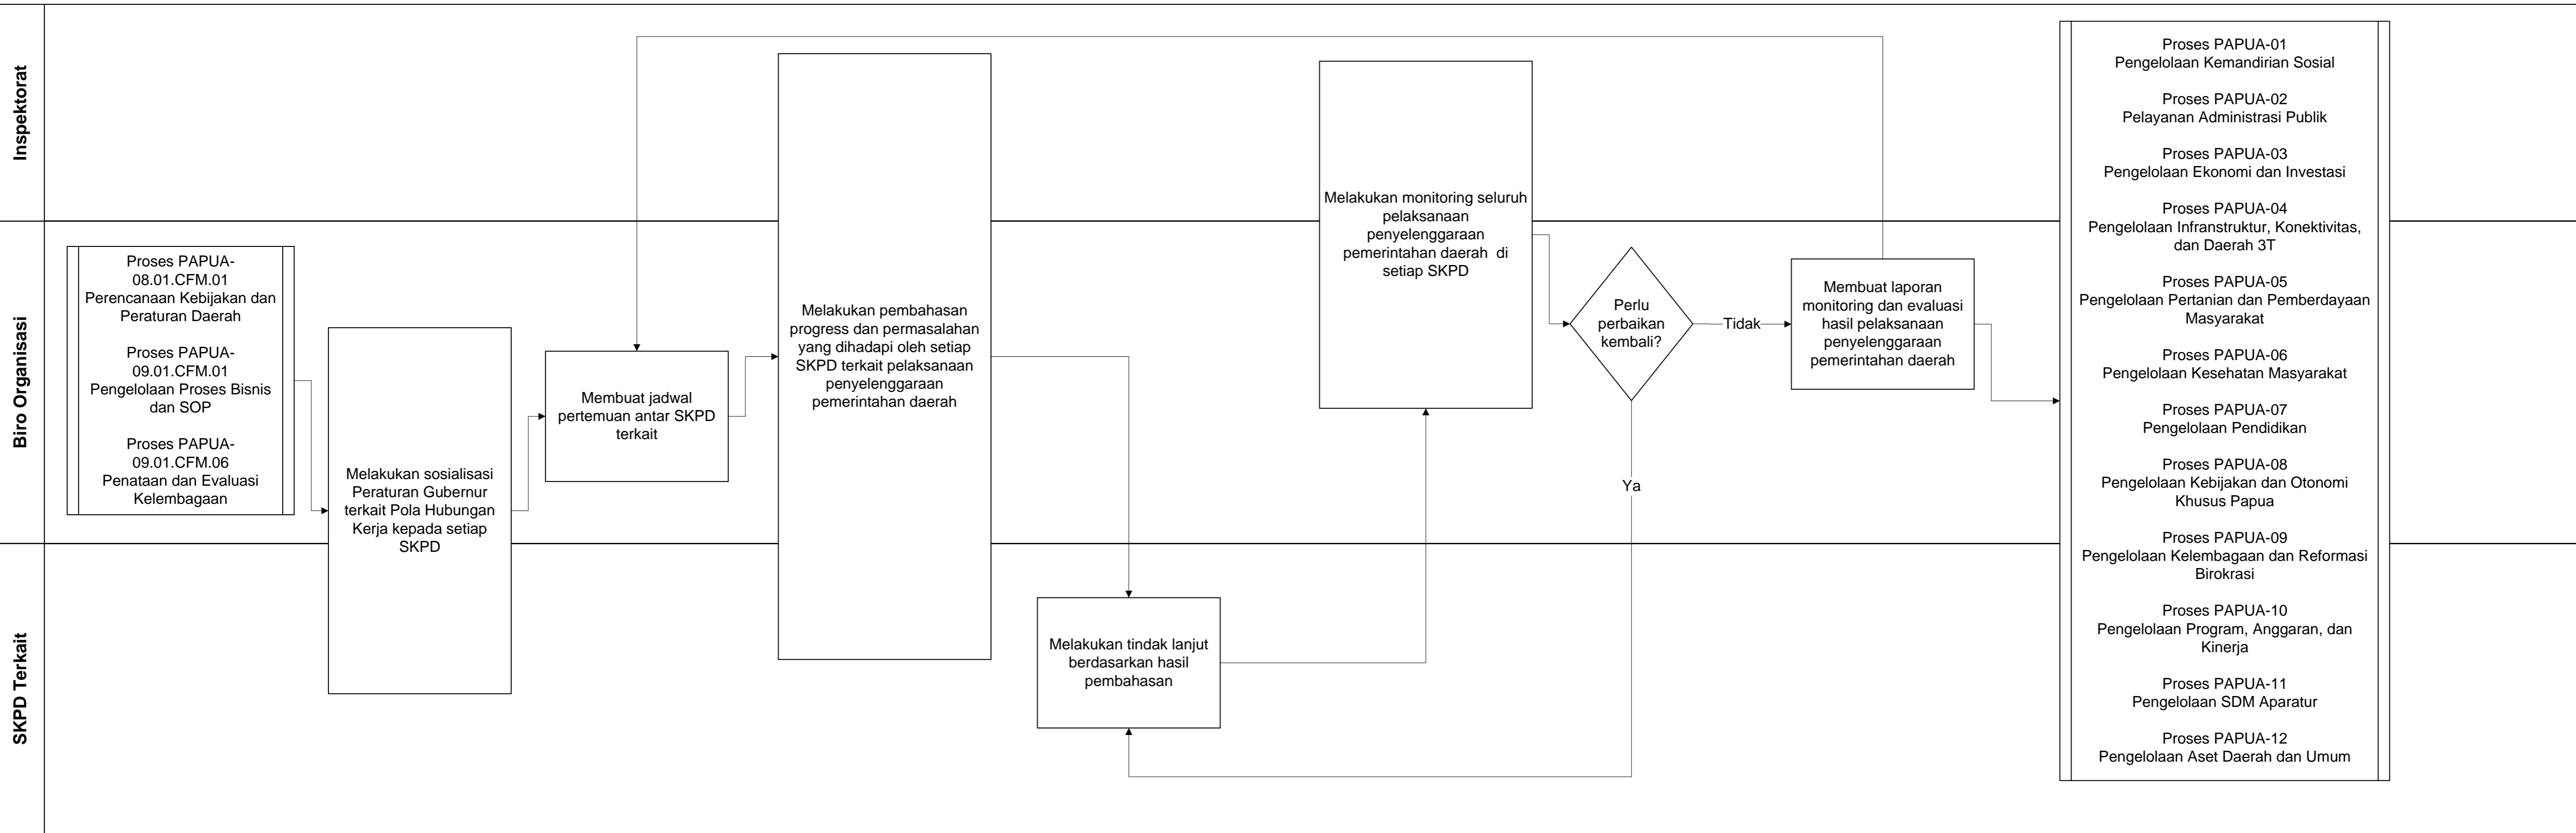 Inspektorat
Biro Organisasi
SKPD Terkait
Proses PAPUA-
08.01.CFM.01
Perencanaan Kebijakan dan
Peraturan Daerah
Proses PAPUA-
09.01.CFM.01
Pengelolaan Proses Bisnis
dan SOP
Proses PAPUA-
09.01.CFM.06
Penataan dan Evaluasi
Kelembagaan
Melakukan sosialisasi
Peraturan Gubernur
terkait Pola Hubungan
Kerja kepada setiap
SKPD
Membuat jadwal
pertemuan antar SKPD
terkait
Melakukan pembahasan
progress dan permasalahan
yang dihadapi oleh setiap
SKPD terkait pelaksanaan
penyelenggaraan
pemerintahan daerah
Melakukan tindak lanjut
berdasarkan hasil
pembahasan
Melakukan monitoring seluruh
pelaksanaan
penyelenggaraan
pemerintahan daerah  di
setiap SKPD
Perlu
perbaikan
kembali?
Tidak
Ya
Membuat laporan
monitoring dan evaluasi
hasil pelaksanaan
penyelenggaraan
pemerintahan daerah
Proses PAPUA-01
Pengelolaan Kemandirian Sosial
Proses PAPUA-02
Pelayanan Administrasi Publik
Proses PAPUA-03
Pengelolaan Ekonomi dan Investasi
Proses PAPUA-04
Pengelolaan Infranstruktur, Konektivitas,
dan Daerah 3T
Proses PAPUA-05
Pengelolaan Pertanian dan Pemberdayaan
Masyarakat
Proses PAPUA-06
Pengelolaan Kesehatan Masyarakat
Proses PAPUA-07
Pengelolaan Pendidikan
Proses PAPUA-08
Pengelolaan Kebijakan dan Otonomi
Khusus Papua
Proses PAPUA-09
Pengelolaan Kelembagaan dan Reformasi
Birokrasi
Proses PAPUA-10
Pengelolaan Program, Anggaran, dan
Kinerja
Proses PAPUA-11
Pengelolaan SDM Aparatur
Proses PAPUA-12
Pengelolaan Aset Daerah dan Umum